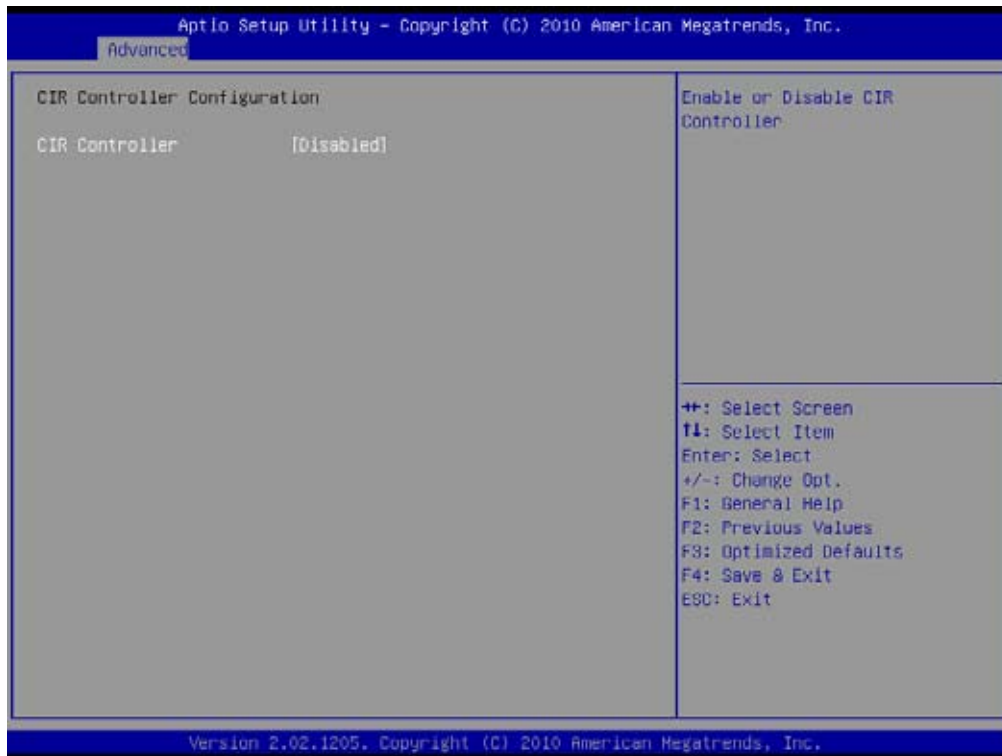 Aptio Setup Utility – Copyright (C) 2010 American Megatrends, Inc.
Advanced
CIR Controller Configuration
CIR Controller [Disabled]
Enable or Disable CIR
Controller
→←: Select Screen
↑↓: Select Item
Enter: Select
+/-: Change Opt.
F1: General Help
F2: Previous Values
F3: Optimized Defaults
F4: Save & Exit
ESC: Exit
Version 2.02.1205. Copyright (C) 2010 American Megatrends, Inc.